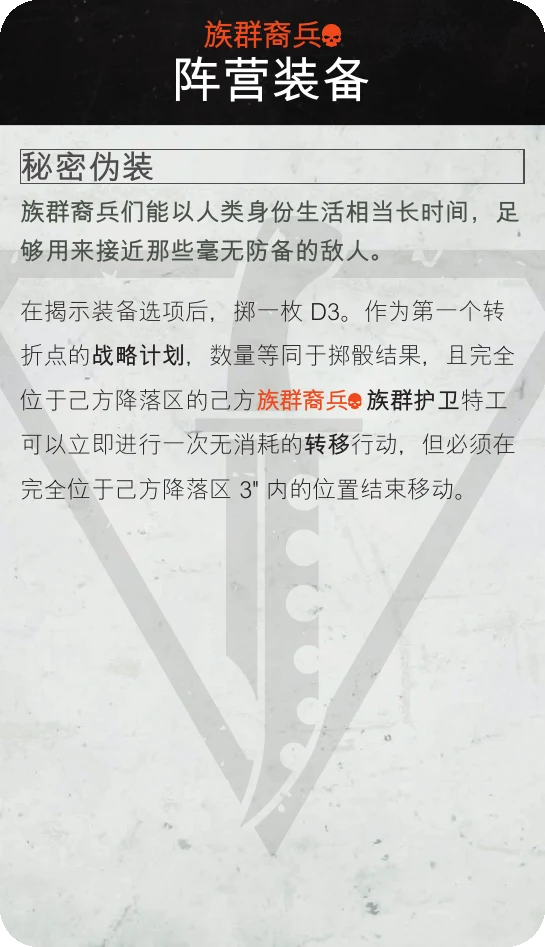 族群裔兵
阵营装备
秘密伪装
族群裔兵们能以人类身份生活相当长时间，足
够用来接近那些毫无防备的敌人。
在揭示装备选项后，掷一枚 D3。作为第一个转
折点的战略计划，数量等同于掷骰结果，且完全
位于己方降落区的己方族群裔兵 族群护卫特工
可以立即进行一次无消耗的转移行动，但必须在
完全位于己方降落区 3" 内的位置结束移动。